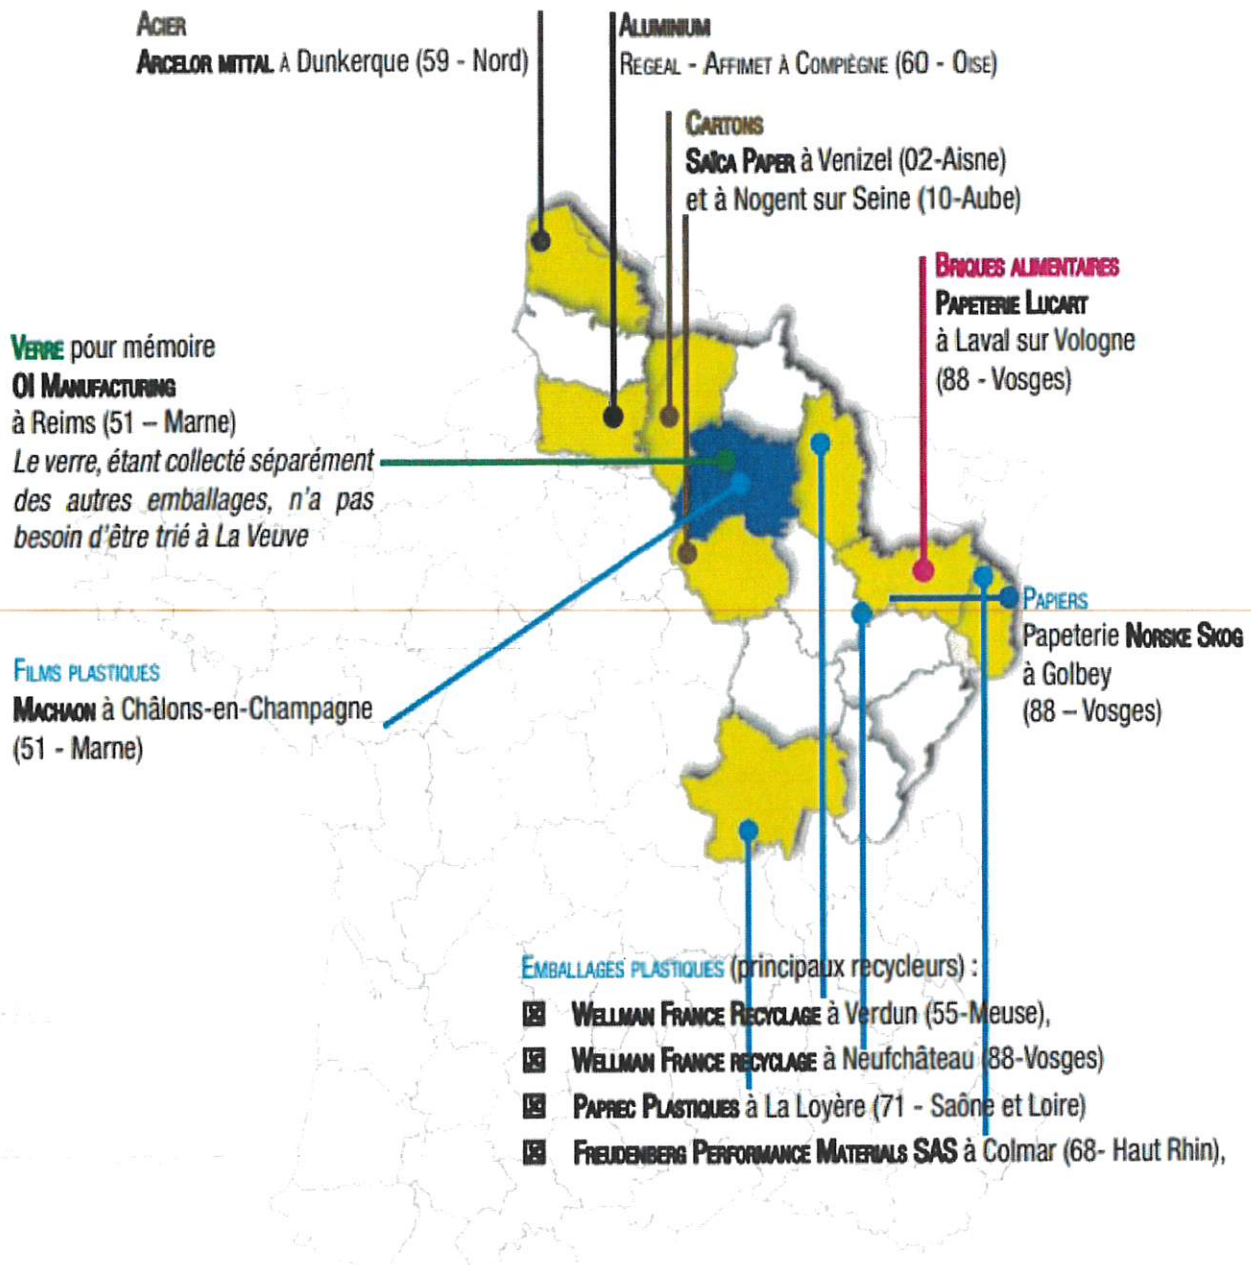 ACIER
ARCELOR MITTAL à Dunkerque (59 - Nord)
ALUMINIUM
REGEAL - AFFIMET À COMPIÈGNE (60 - OISE)
CARTONS
SAÏCA PAPER à Venizel (02-Aisne)
et à Nogent sur Seine (10-Aube)
BRIQUES ALIMENTAIRES
PAPETERIE LUCART
à Laval sur Vologne
(88 - Vosges)
VERRE pour mémoire
OI MANUFACTURING
à Reims (51 – Marne)
Le verre, étant collecté séparément
des autres emballages, n'a pas
besoin d'être trié à La Veuve
PAPIERS
Papeterie NORSKE SKOG
à Golbey
(88 – Vosges)
FILMS PLASTIQUES
MACHAON à Châlons-en-Champagne
(51 - Marne)
EMBALLAGES PLASTIQUES (principaux recycleurs) :
WELLMAN FRANCE RECYCLAGE à Verdun (55-Meuse),
WELLMAN FRANCE RECYCLAGE à Neufchâteau (88-Vosges)
PAPREC PLASTIQUES à La Loyère (71 - Saône et Loire)
FREUDENBERG PERFORMANCE MATERIALS SAS à Colmar (68- Haut Rhin),